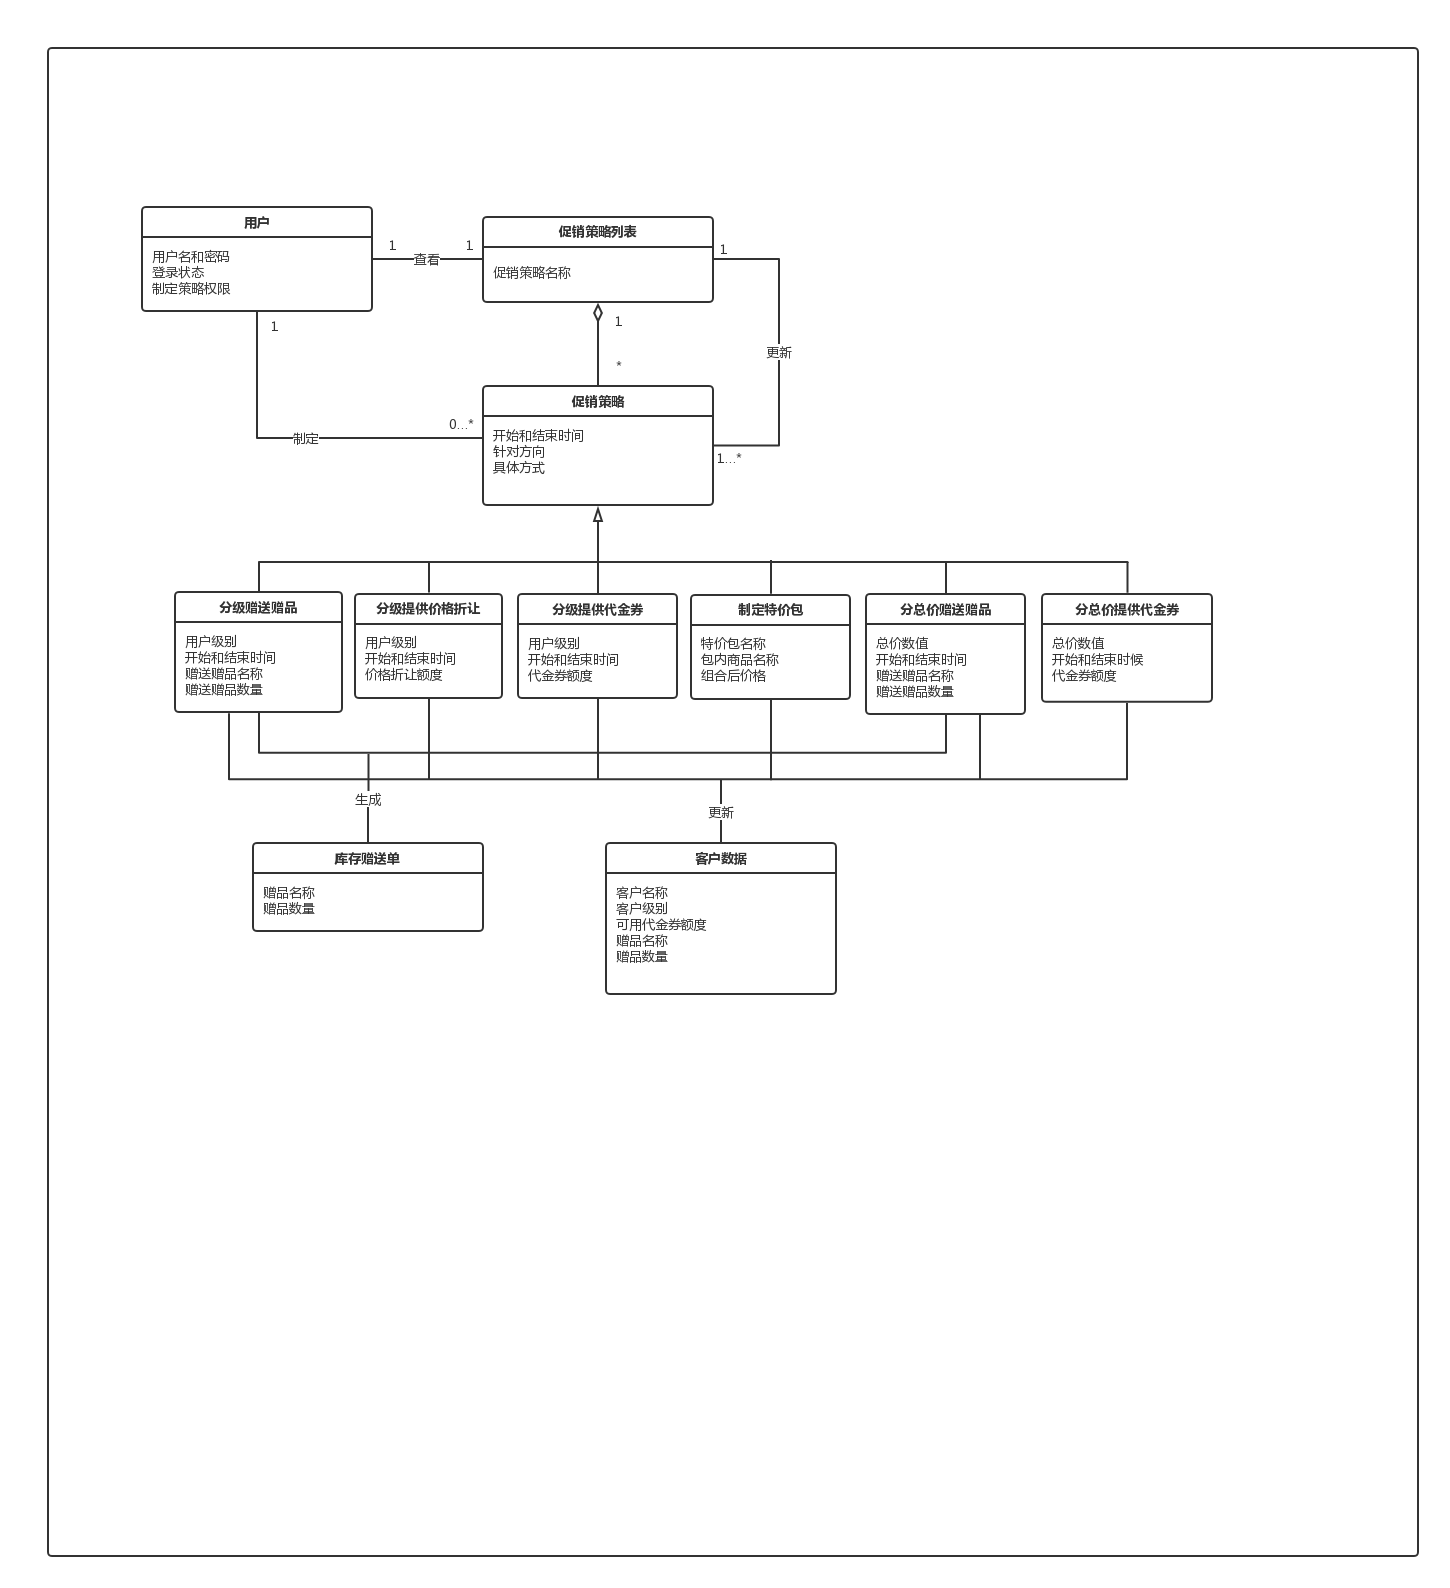 用户
用户名和密码
登录状态
制定策略权限
1
查看
1
促销策略列表
促销策略名称
1
更新
1...*
1
*
1
制定
0...*
促销策略
开始和结束时间
针对方向
具体方式
分级赠送赠品
用户级别
开始和结束时间
赠送赠品名称
赠送赠品数量
分级提供价格折让
用户级别
开始和结束时间
价格折让额度
分级提供代金券
用户级别
开始和结束时间
代金券额度
制定特价包
特价包名称
包内商品名称
组合后价格
分总价赠送赠品
总价数值
开始和结束时间
赠送赠品名称
赠送赠品数量
分总价提供代金券
总价数值
开始和结束时候
代金券额度
生成
更新
库存赠送单
赠品名称
赠品数量
客户数据
客户名称
客户级别
可用代金券额度
赠品名称
赠品数量